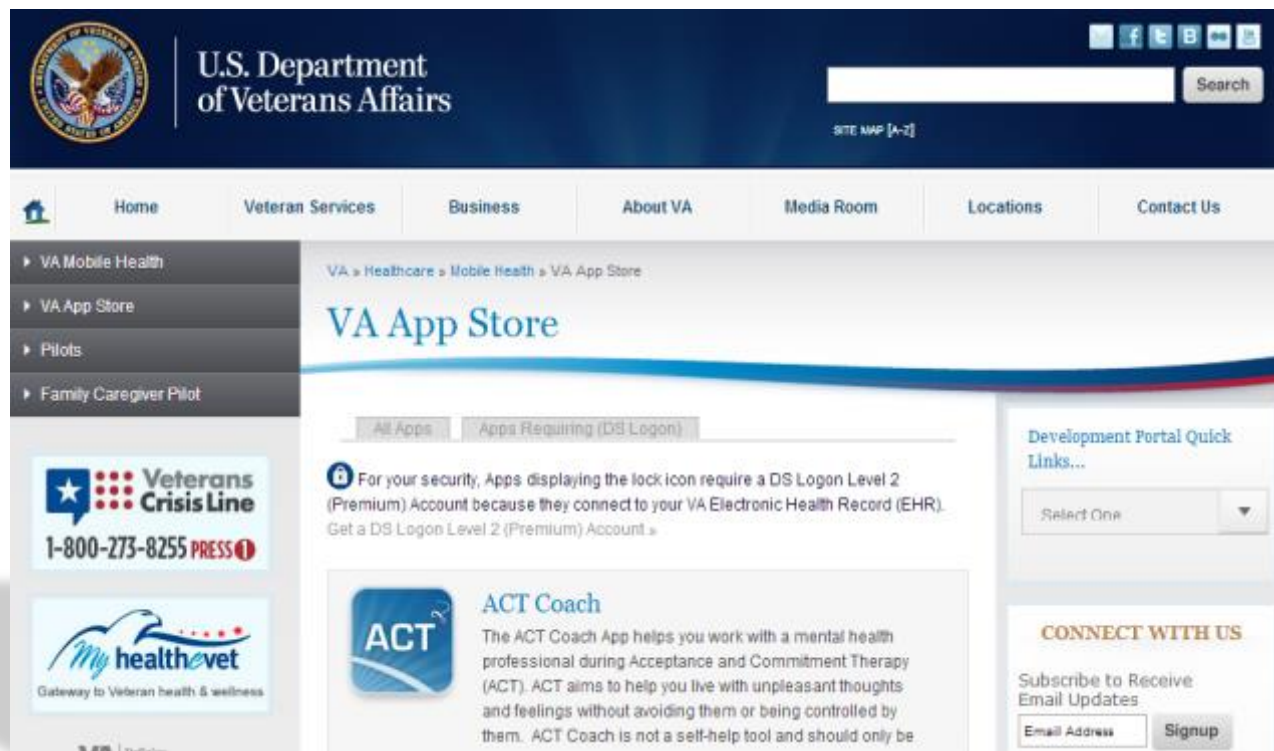 U.S. Department
of Veterans Affairs
Search
SITE MAP [A-Z]
Home
Veteran Services
Business
About VA
Media Room
Locations
Contact Us
VA Mobile Health
VA App Store
Pilots
Family Caregiver Pilot
VA » Healthcare » Mobile Health » VA App Store
VA App Store
All Apps
Apps Requiring (DS Logon)
For your security, Apps displaying the lock icon require a DS Logon Level 2
(Premium) Account because they connect to your VA Electronic Health Record (EHR).
Get a DS Logon Level 2 (Premium) Account »
Veterans
Crisis Line
1-800-273-8255 PRESS 1
My healthevet
Gateway to Veteran health & wellness
ACT
ACT Coach
The ACT Coach App helps you work with a mental health
professional during Acceptance and Commitment Therapy
(ACT). ACT aims to help you live with unpleasant thoughts
and feelings without avoiding them or being controlled by
them. ACT Coach is not a self-help tool and should only be
Development Portal Quick
Links...
Select One
CONNECT WITH US
Subscribe to Receive
Email Updates
Email Address
Signup